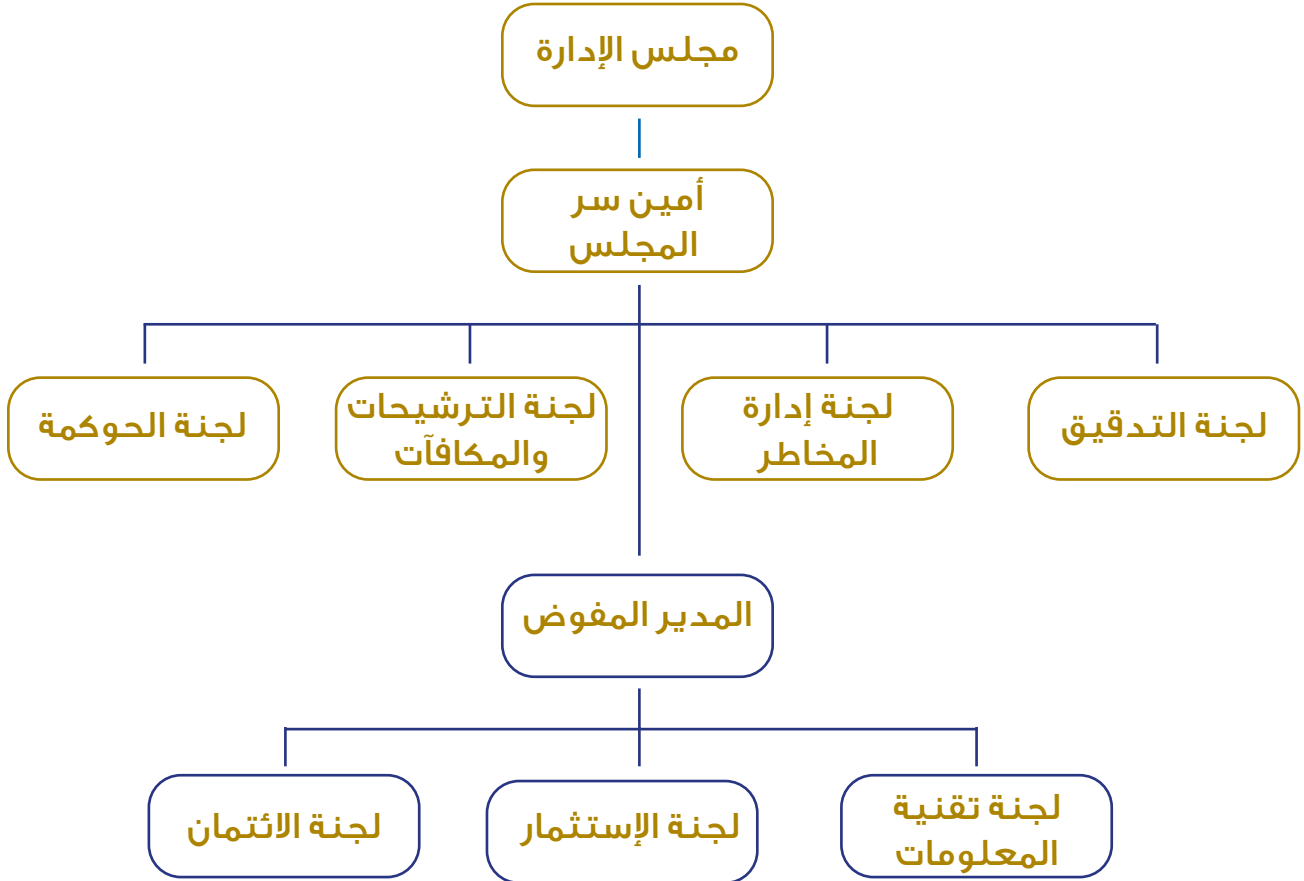 مجلس الإدارة
أمين سر
المجلس
لجنة التدقيق
لجنة إدارة
المخاطر
لجنة الترشيحات
والمكافآت
لجنة الحوكمة
المدير المفوض
لجنة تقنية
المعلومات
لجنة الإستثمار
لجنة الائتمان